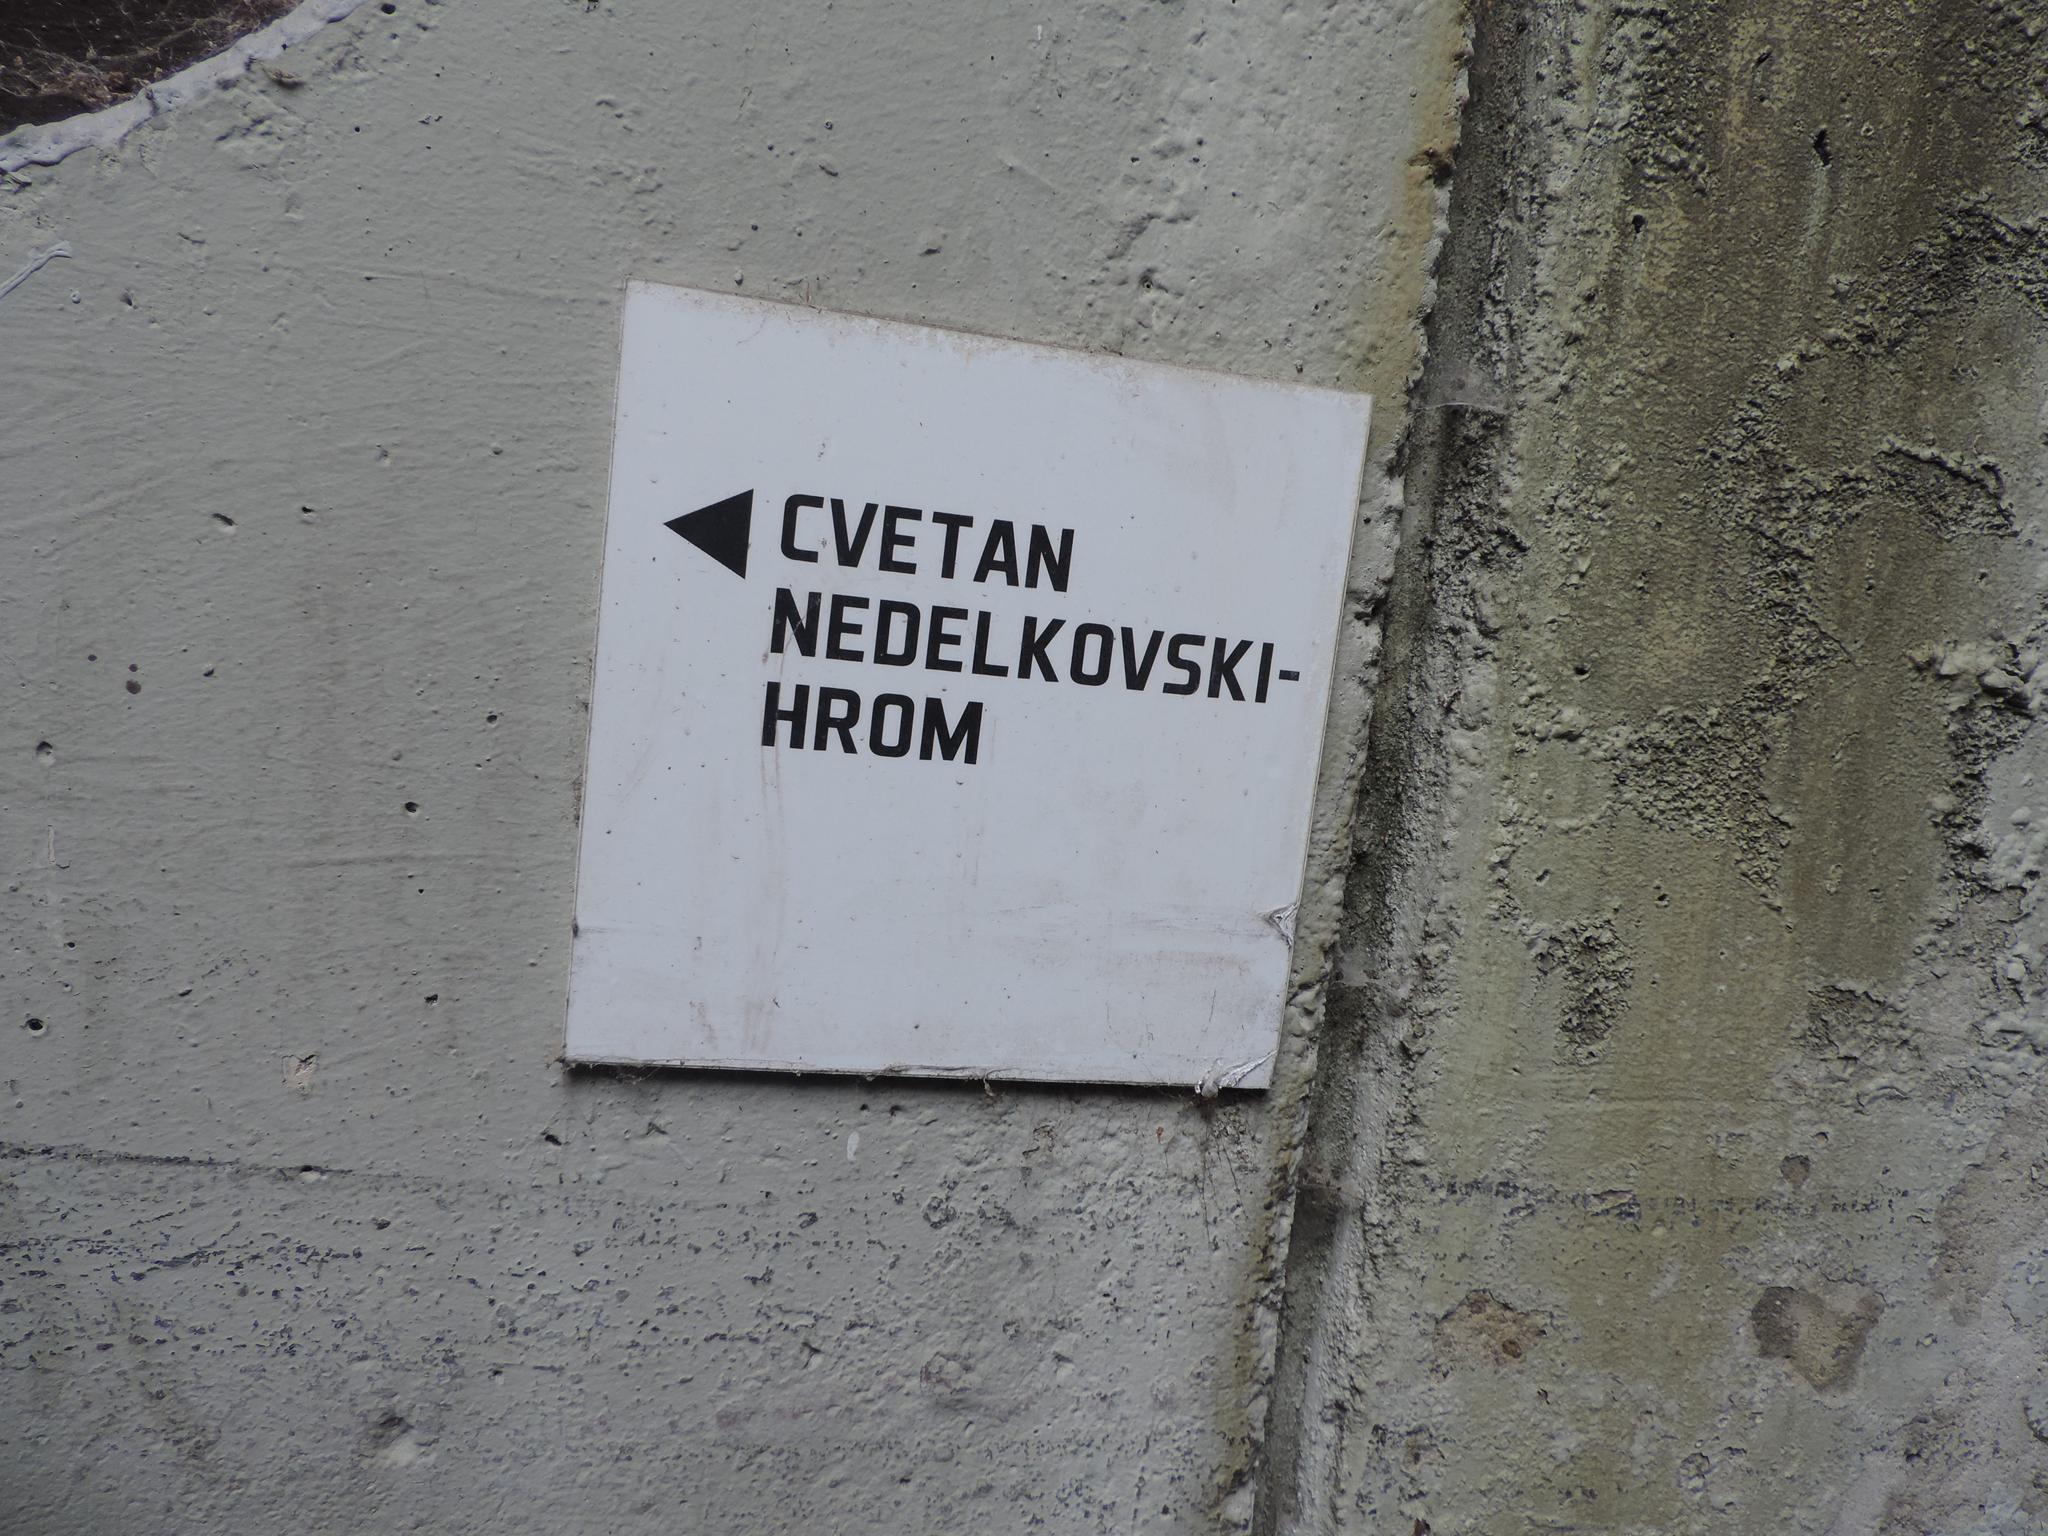 ◀ CVETAN
NEDELKOVSKI-
HROM